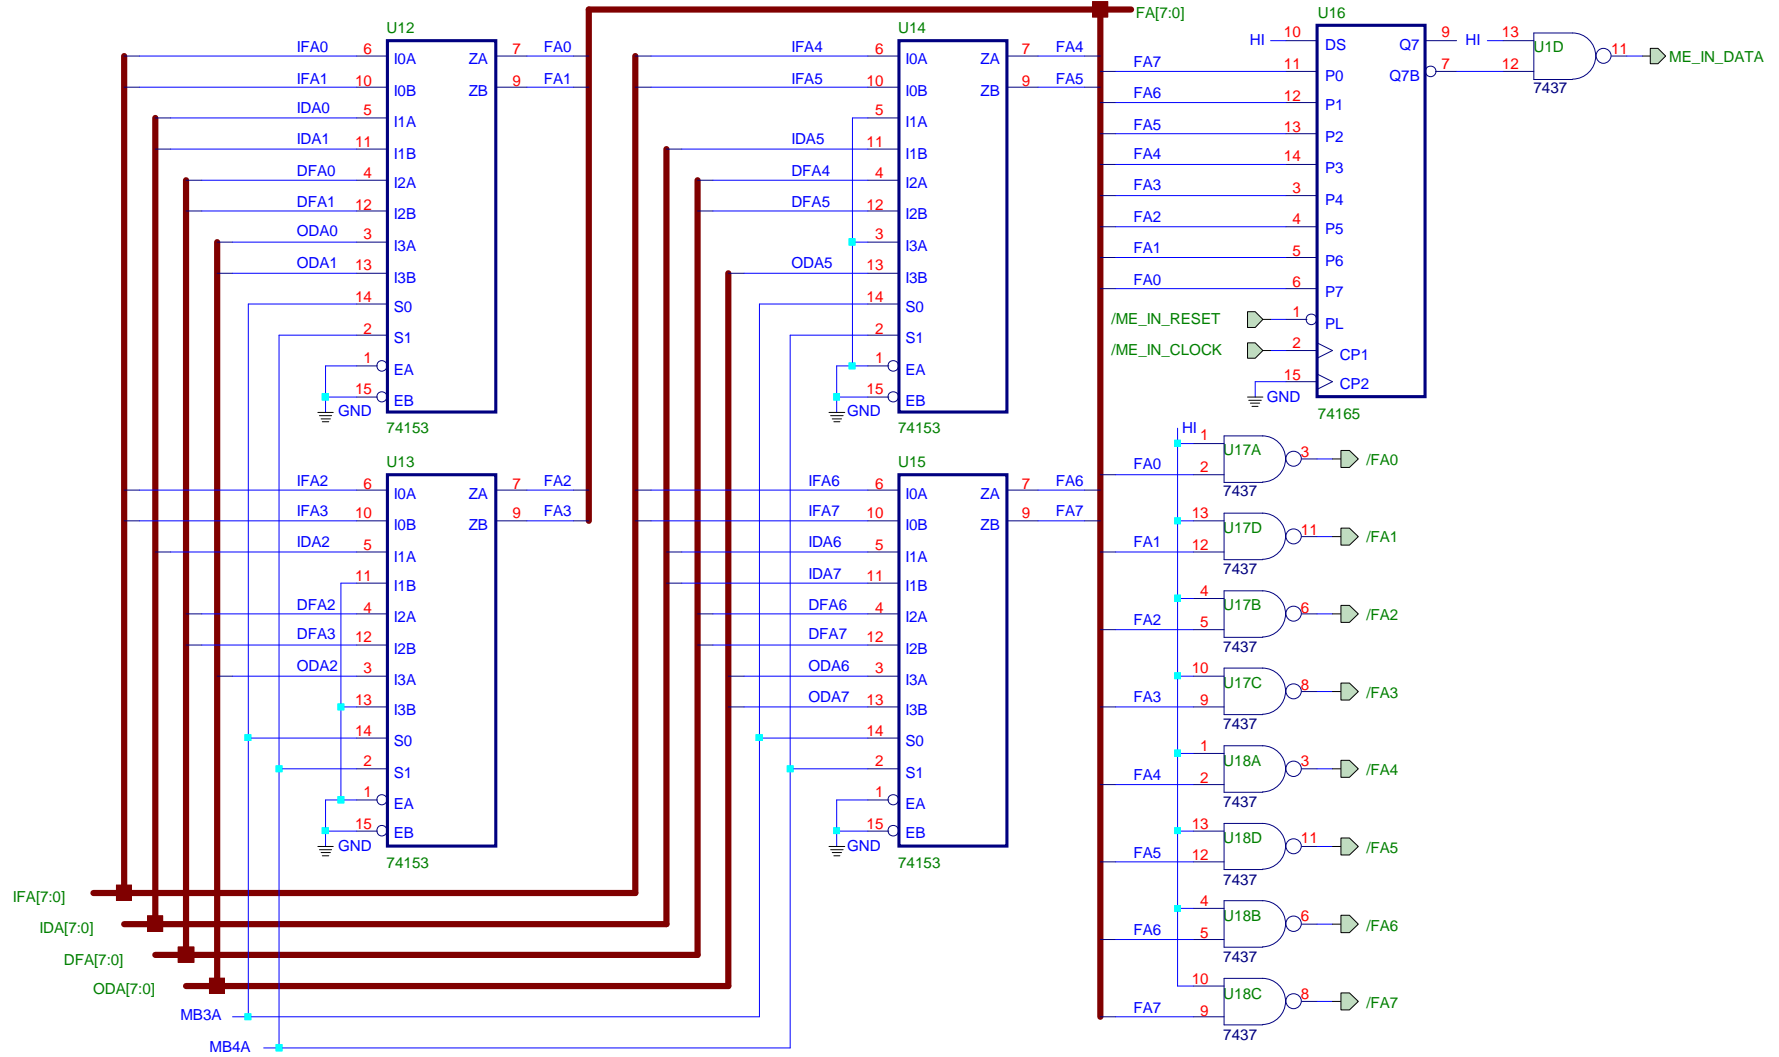 FA[7:0]
U12
IFA0 6 I0A ZA 7 FA0
IFA1 10 I0B ZB 9 FA1
IDA0 5 I1A
IDA1 11 I1B
DFA0 4 I2A
DFA1 12 I2B
ODA0 3 I3A
ODA1 13 I3B
14 S0
2 S1
1 EA
15 EB
GND
74153
U14
IFA4 6 I0A ZA 7 FA4
IFA5 10 I0B ZB 9 FA5
5 I1A
IDA5 11 I1B
DFA4 4 I2A
DFA5 12 I2B
3 I3A
ODA5 13 I3B
14 S0
2 S1
1 EA
15 EB
GND
74153
U16
HI 10 DS Q7 9
FA7 11 P0 Q7B 7
FA6 12 P1
FA5 13 P2
FA4 14 P3
FA3 3 P4
FA2 4 P5
FA1 5 P6
FA0 6 P7
/ME_IN_RESET 1 PL
/ME_IN_CLOCK 2 CP1
15 CP2
GND
74165
HI 13 U1D 11 ME_IN_DATA
12
7437
U13
IFA2 6 I0A ZA 7 FA2
IFA3 10 I0B ZB 9 FA3
IDA2 5 I1A
11 I1B
DFA2 4 I2A
DFA3 12 I2B
ODA2 3 I3A
13 I3B
14 S0
2 S1
1 EA
15 EB
GND
74153
U15
IFA6 6 I0A ZA 7 FA6
IFA7 10 I0B ZB 9 FA7
IDA6 5 I1A
IDA7 11 I1B
DFA6 4 I2A
DFA7 12 I2B
ODA6 3 I3A
ODA7 13 I3B
14 S0
2 S1
1 EA
15 EB
GND
74153
HI
1 U17A 3 /FA0
FA0 2
7437
13 U17D 11 /FA1
FA1 12
7437
4 U17B 6 /FA2
FA2 5
7437
10 U17C 8 /FA3
FA3 9
7437
1 U18A 3 /FA4
FA4 2
7437
13 U18D 11 /FA5
FA5 12
7437
4 U18B 6 /FA6
FA6 5
7437
10 U18C 8 /FA7
FA7 9
7437
IFA[7:0]
IDA[7:0]
DFA[7:0]
ODA[7:0]
MB3A
MB4A